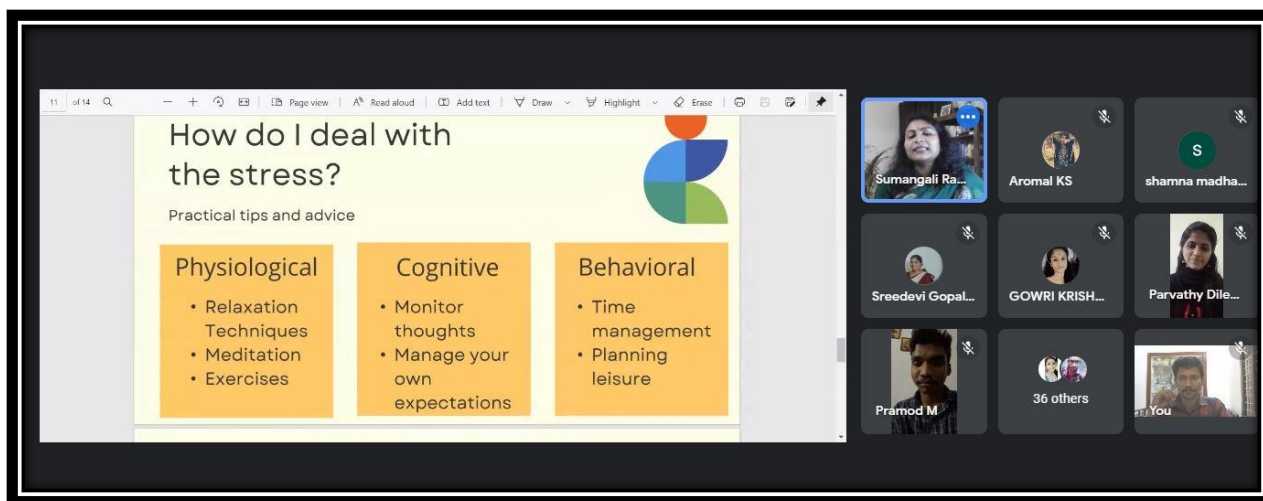 11 of 14 Page view Read aloud Add text Draw Highlight Erase
How do I deal with
the stress?
Practical tips and advice
Physiological
• Relaxation
Techniques
• Meditation
• Exercises
Cognitive
• Monitor
thoughts
• Manage your
own
expectations
Behavioral
• Time
management
• Planning
leisure
Sumangali Ra...
Aromal KS
S
shamna madha...
Sreedevi Gopal...
GOWRI KRISH...
Parvathy Dile...
Pramod M
36 others
You